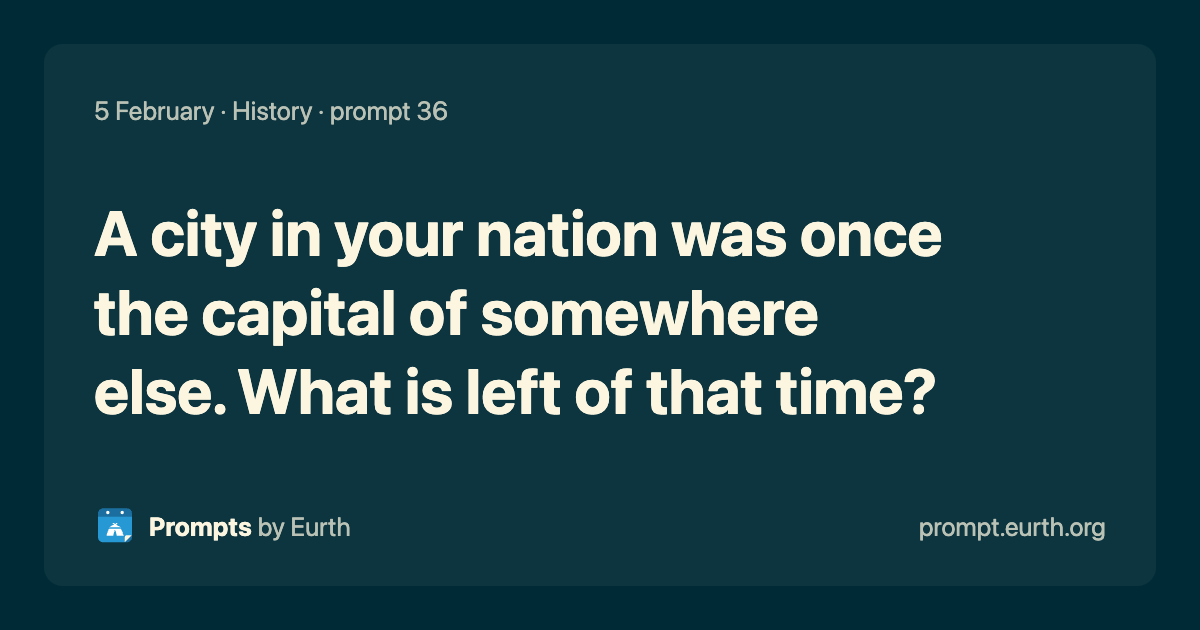 5 February · History · prompt 36
A city in your nation was once
the capital of somewhere
else. What is left of that time?
Prompts by Eurth
prompt.eurth.org